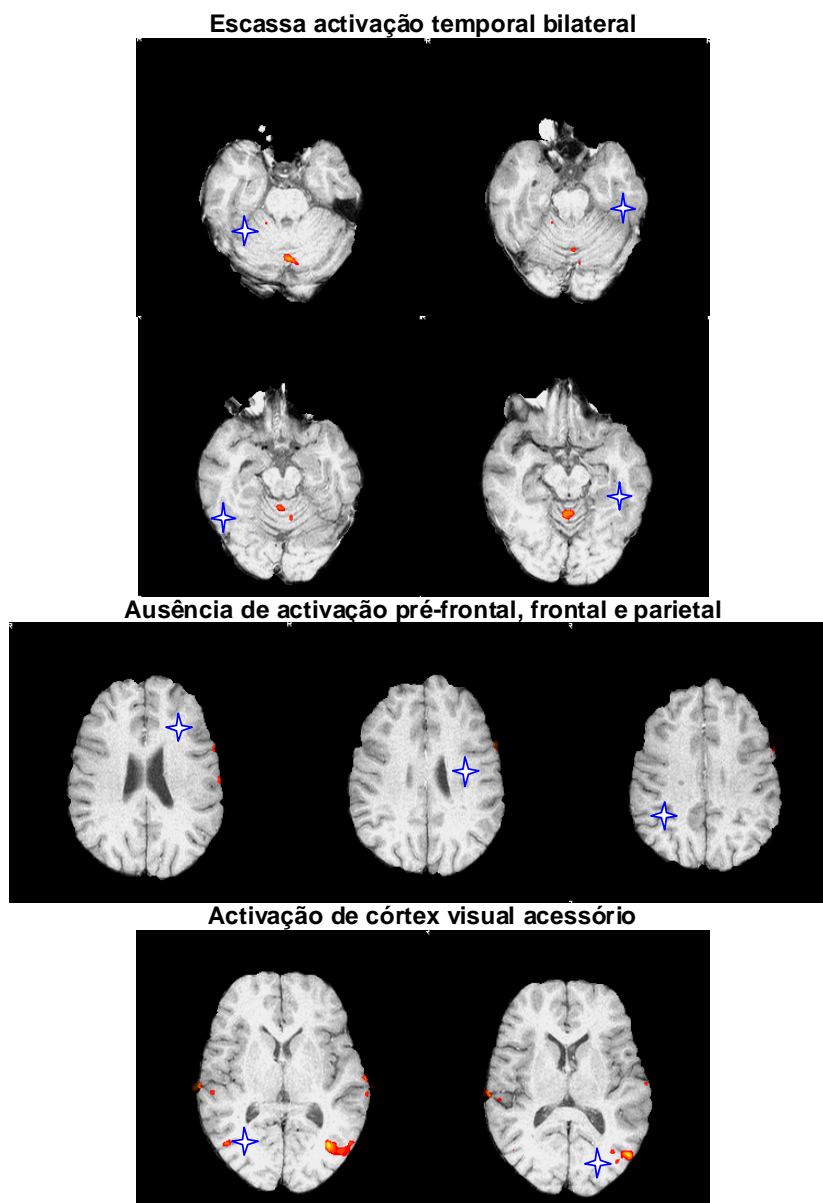 Escassa activação temporal bilateral
Ausência de activação pré-frontal, frontal e parietal
Activação de córtex visual acessório